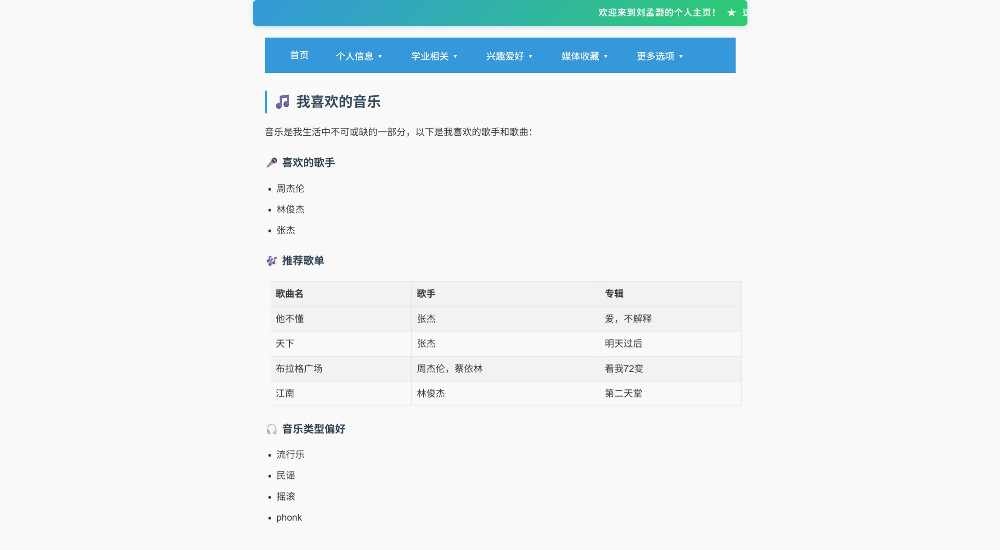 欢迎来到刘孟灏的个人主页！ ★
首页 个人信息 ▼ 学业相关 ▼ 兴趣爱好 ▼ 媒体收藏 ▼ 更多选项 ▼
🎵 我喜欢的音乐
音乐是我生活中不可或缺的一部分，以下是我喜欢的歌手和歌曲：
🎤 喜欢的歌手
• 周杰伦
• 林俊杰
• 张杰
🎶 推荐歌单
歌曲名 歌手 专辑
他不懂 张杰 爱，不解释
天下 张杰 明天过后
布拉格广场 周杰伦，蔡依林 看我72变
江南 林俊杰 第二天堂
🎧 音乐类型偏好
• 流行乐
• 民谣
• 摇滚
• phonk